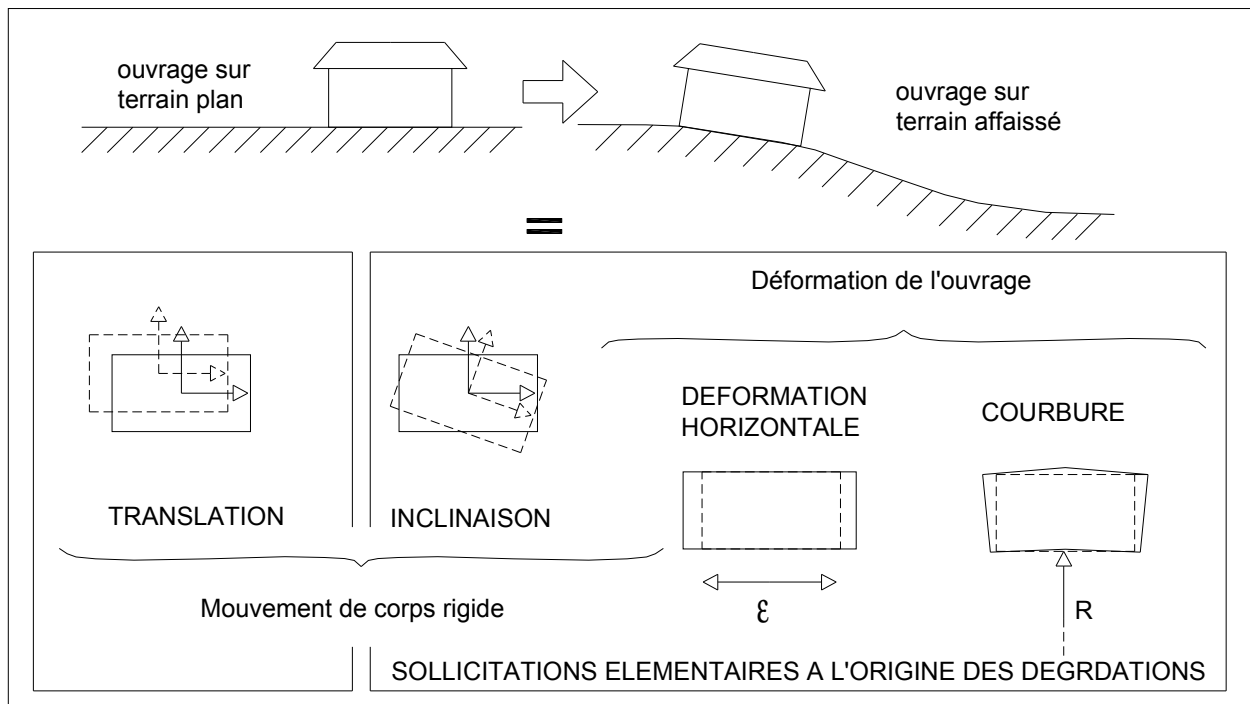 ouvrage sur
terrain plan
ouvrage sur
terrain affaissé
=
Déformation de l'ouvrage
DEFORMATION
HORIZONTALE
COURBURE
TRANSLATION
INCLINAISON
Mouvement de corps rigide
ε
R
SOLLICITATIONS ELEMENTAIRES A L'ORIGINE DES DEGRDATIONS